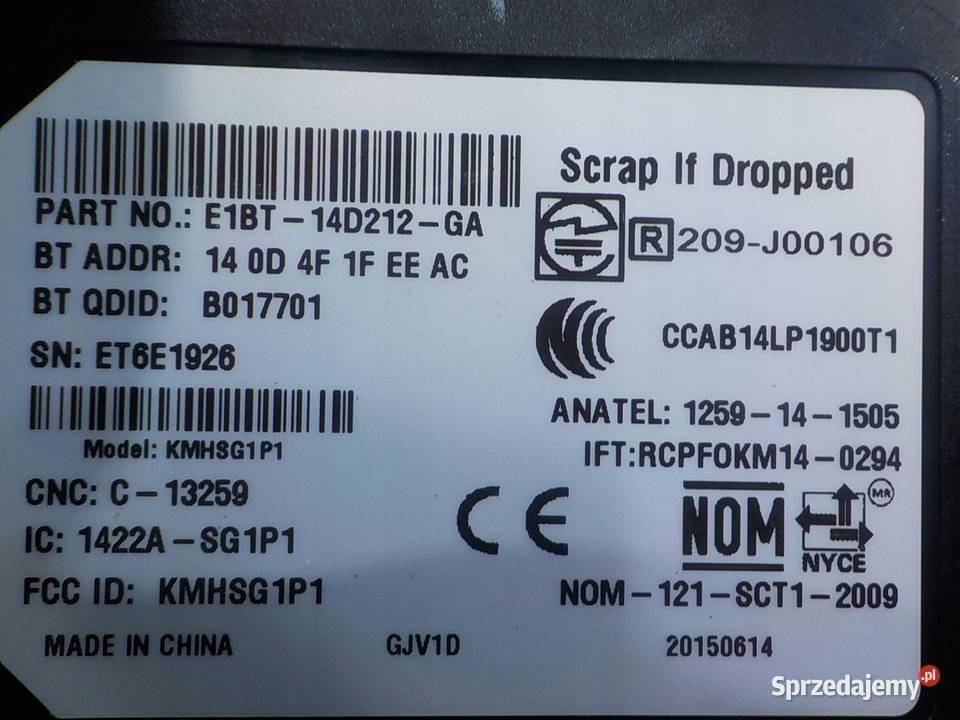 Scrap If Dropped
PART NO.: E1BT-14D212-GA
R 209-J00106
BT ADDR: 14 0D 4F 1F EE AC
BT QDID: B017701
CCAB14LP1900T1
SN: ET6E1926
ANATEL: 1259-14-1505
Model: KMHSG1P1
IFT:RCPFOKM14-0294
CNC: C-13259
CE
NOM
MR
NYCE
IC: 1422A-SG1P1
FCC ID: KMHSG1P1
NOM-121-SCT1-2009
MADE IN CHINA
GJV1D
20150614
Sprzedajemy.pl